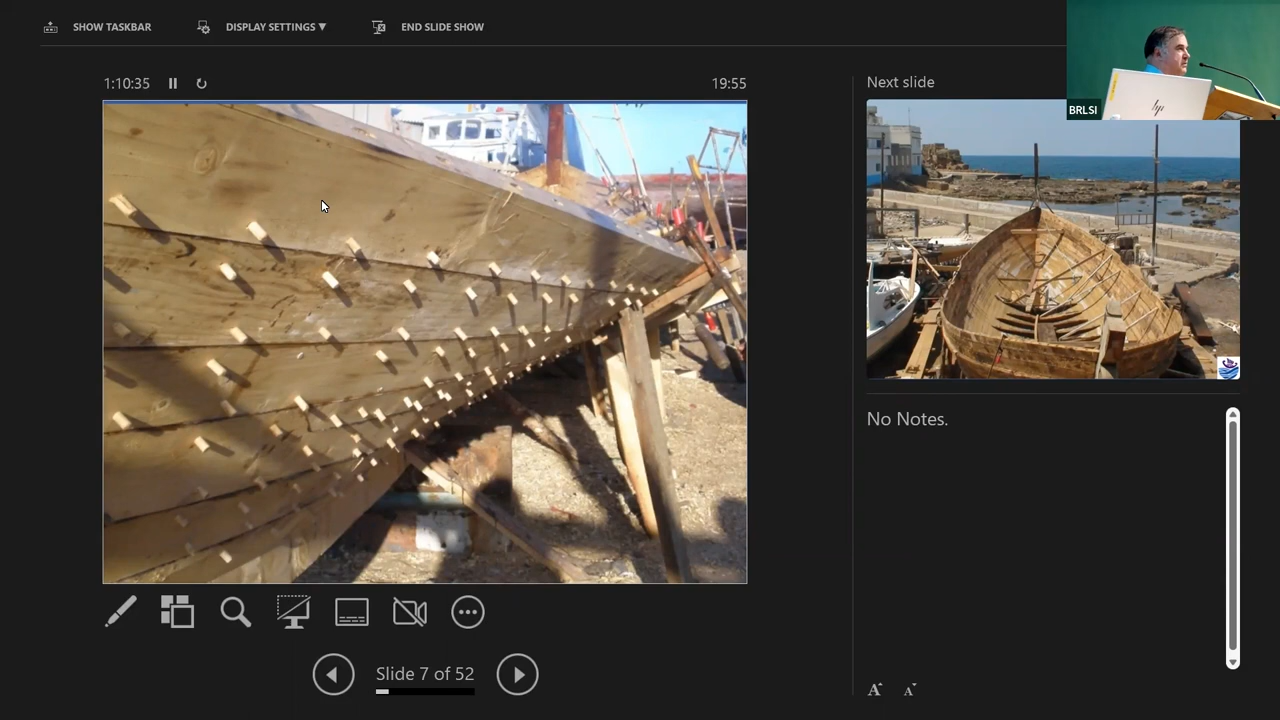 SHOW TASKBAR
DISPLAY SETTINGS ▼
END SLIDE SHOW
1:10:35
19:55
Next slide
BRLSI
hp
No Notes.
Slide 7 of 52
A A